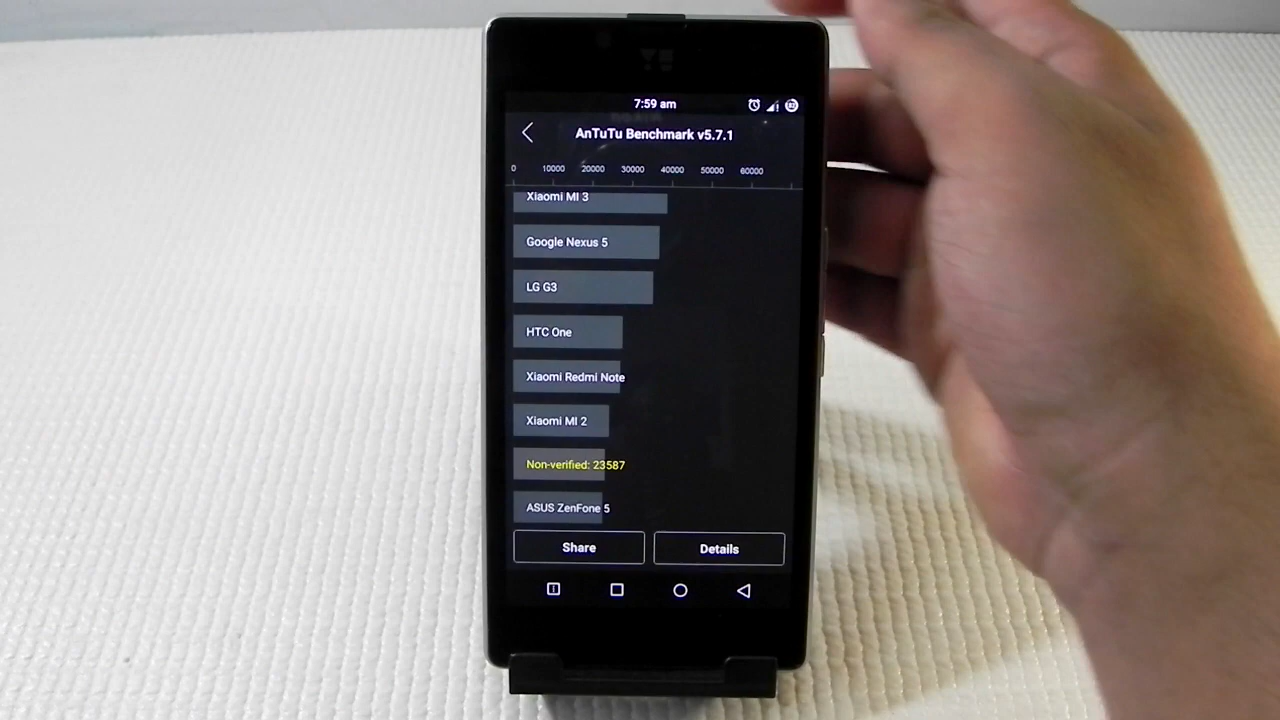 7:59 am
AnTuTu Benchmark v5.7.1
0 10000 20000 30000 40000 50000 60000
Xiaomi MI 3
Google Nexus 5
LG G3
HTC One
Xiaomi Redmi Note
Xiaomi MI 2
Non-verified: 23587
ASUS ZenFone 5
Share Details